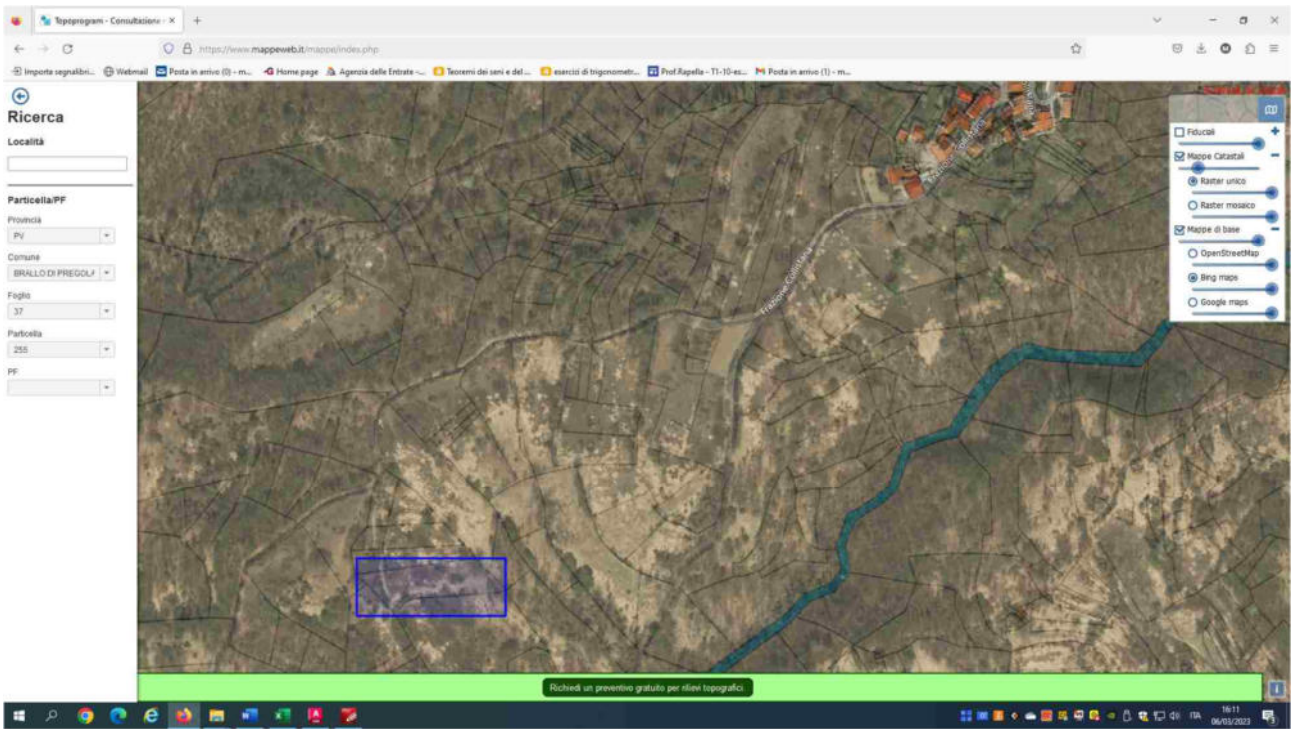 Topoprogram - Consultazione - ×
https://www.mappeweb.it/mappe/index.php
Importa segnalibri...
Webmail
Posta in arrivo (0) - m...
Home page
Agenzia delle Entrate -...
Teoremi dei seni e del ...
esercizi di trigonometr...
Prof.Rapella - T1-10-es...
Posta in arrivo (1) - m...
Ricerca
Località
Particella/PF
Provincia
PV
Comune
BRALLO DI PREGOLA
Foglio
37
Particella
255
PF
Frazione Collistano
Fiduciali
Mappe Catastali
Raster unico
Raster mosaico
Mappe di base
OpenStreetMap
Bing maps
Google maps
Richiedi un preventivo gratuito per rilievi topografici.
ITA
16:11
06/03/2023